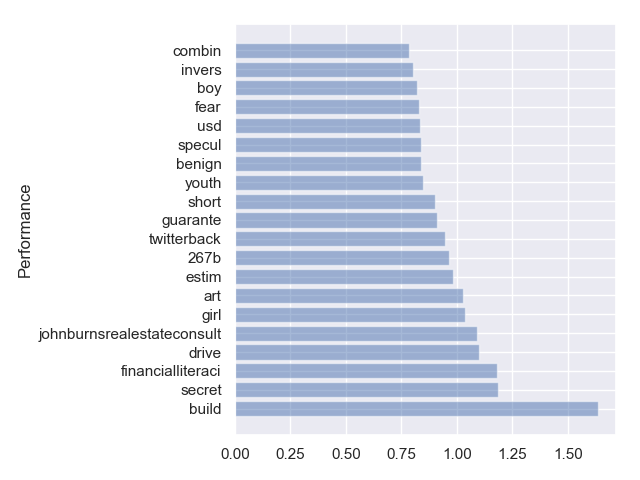 Performance
combin
invers
boy
fear
usd
specul
benign
youth
short
guarante
twitterback
267b
estim
art
girl
johnburnsrealestateconsult
drive
financialliteraci
secret
build
0.00 0.25 0.50 0.75 1.00 1.25 1.50